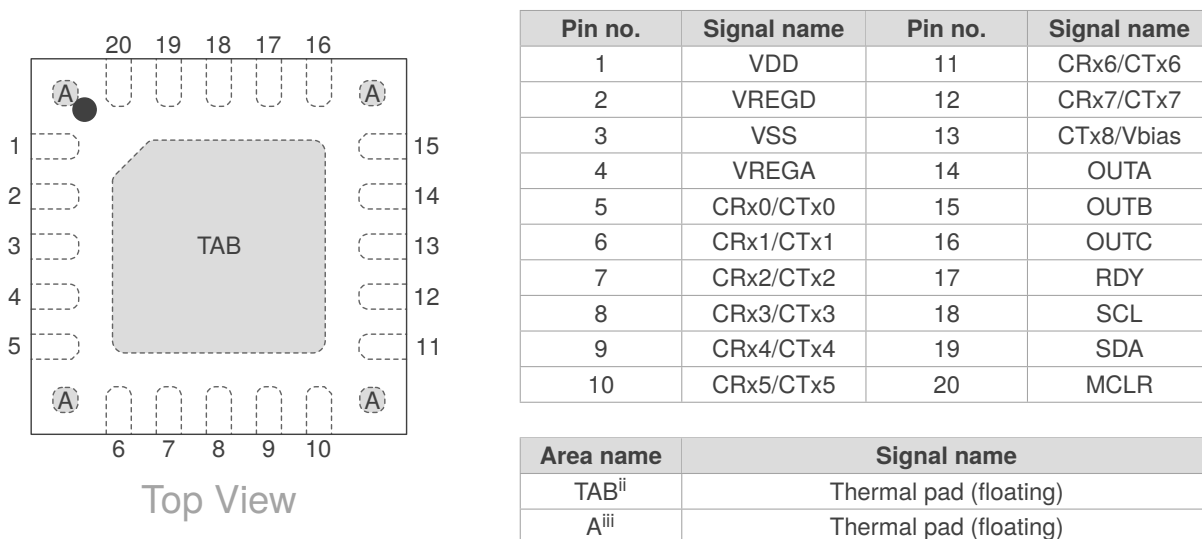 20 19 18 17 16
A A
1 15
2 14
3 TAB 13
4 12
5 11
A A
6 7 8 9 10
Top View
Pin no. Signal name Pin no. Signal name
1 VDD 11 CRx6/CTx6
2 VREGD 12 CRx7/CTx7
3 VSS 13 CTx8/Vbias
4 VREGA 14 OUTA
5 CRx0/CTx0 15 OUTB
6 CRx1/CTx1 16 OUTC
7 CRx2/CTx2 17 RDY
8 CRx3/CTx3 18 SCL
9 CRx4/CTx4 19 SDA
10 CRx5/CTx5 20 MCLR
Area name Signal name
TABii Thermal pad (floating)
Aiii Thermal pad (floating)